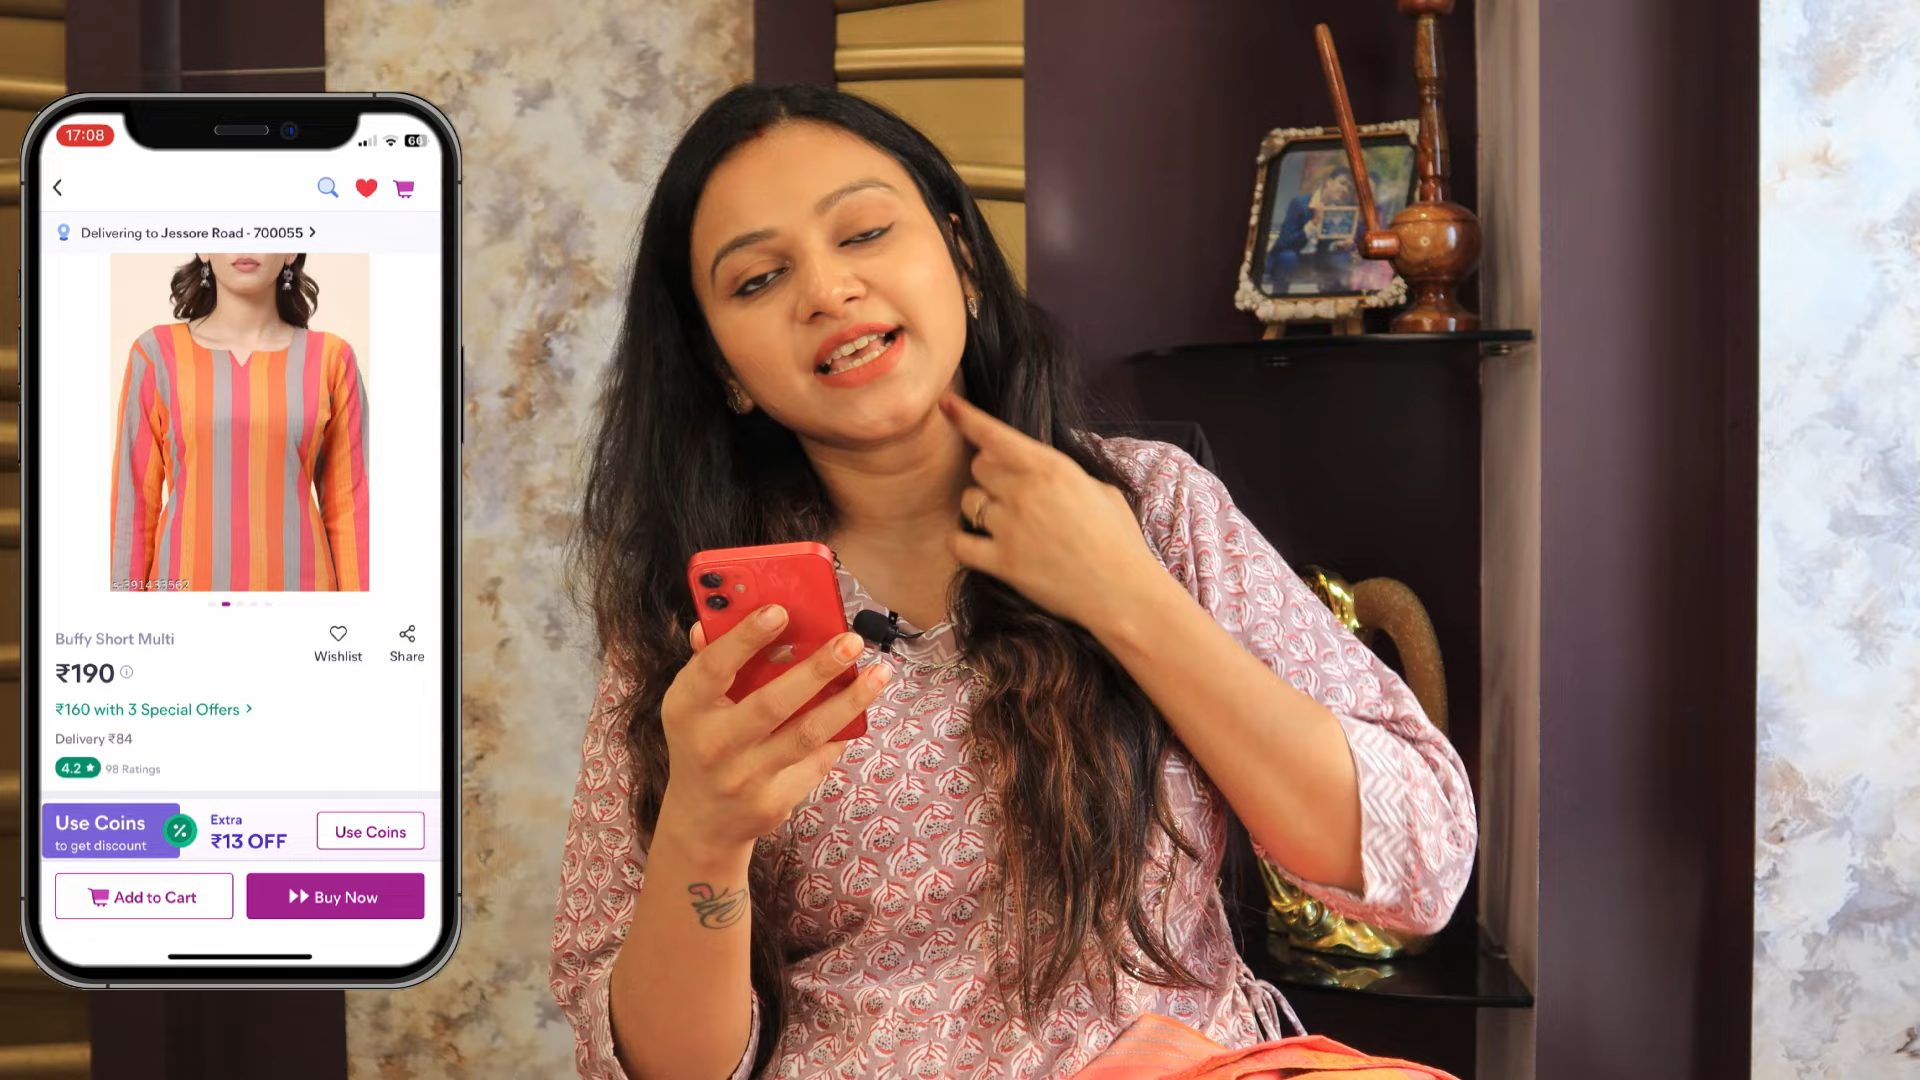 17:08
66
Delivering to Jessore Road - 700055
s-391433562
Buffy Short Multi
Wishlist
Share
₹190
₹160 with 3 Special Offers
Delivery ₹84
4.2 ★ 98 Ratings
Use Coins
to get discount
%
Extra
₹13 OFF
Use Coins
Add to Cart
Buy Now